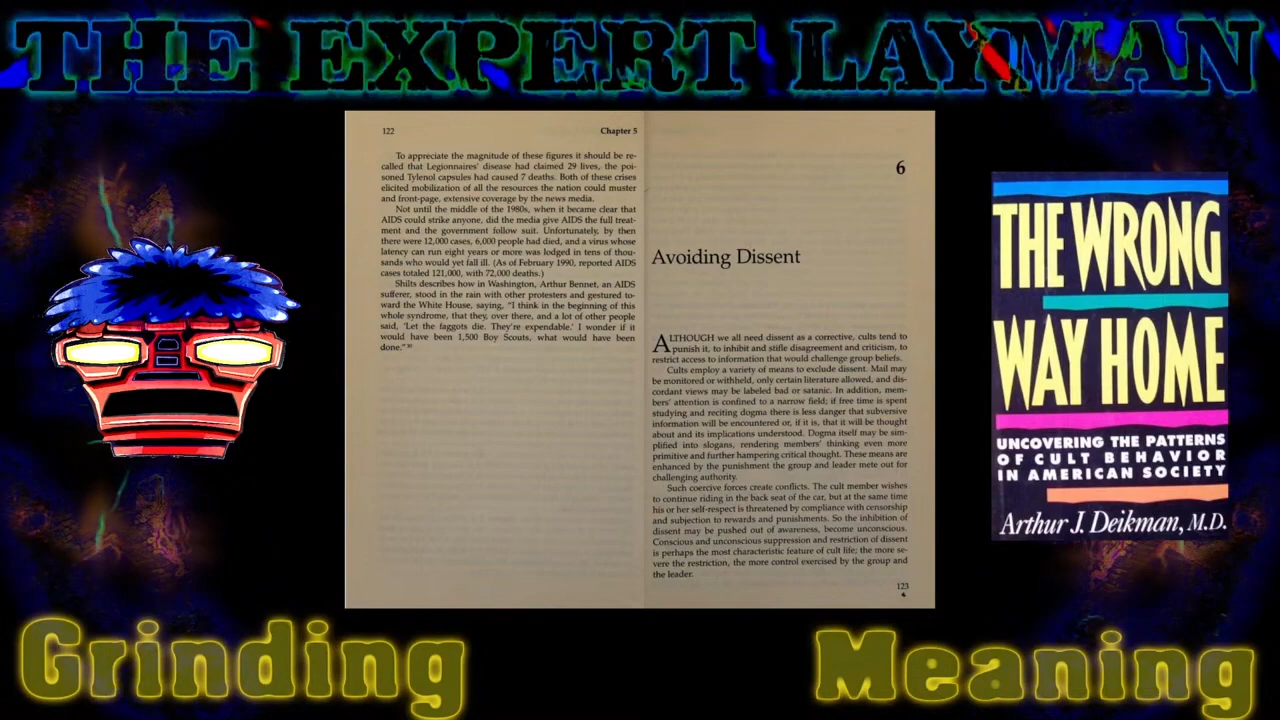 THE EXPERT LAYMAN
122
Chapter 5
To appreciate the magnitude of these figures it should be re-
called that Legionnaires' disease had claimed 29 lives, the poi-
soned Tylenol capsules had caused 7 deaths. Both of these crises
elicited mobilization of all the resources the nation could muster
and front-page, extensive coverage by the news media.
Not until the middle of the 1980s, when it became clear that
AIDS could strike anyone, did the media give AIDS the full treat-
ment and the government follow suit. Unfortunately, by then
there were 12,000 cases, 6,000 people had died, and a virus whose
latency can run eight years or more was lodged in tens of thou-
sands who would yet fall ill. (As of February 1990, reported AIDS
cases totaled 121,000, with 72,000 deaths.)
Shilts describes how in Washington, Arthur Bennet, an AIDS
sufferer, stood in the rain with other protesters and gestured to-
ward the White House, saying, "I think in the beginning of this
whole syndrome, that they, over there, and a lot of other people
said, 'Let the faggots die. They're expendable.' I wonder if it
would have been 1,500 Boy Scouts, what would have been
done."
6
Avoiding Dissent
ALTHOUGH we all need dissent as a corrective, cults tend to
punish it, to inhibit and stifle disagreement and criticism, to
restrict access to information that would challenge group beliefs.
Cults employ a variety of means to exclude dissent. Mail may
be monitored or withheld, only certain literature allowed, and dis-
cordant views may be labeled bad or satanic. In addition, mem-
bers' attention is confined to a narrow field; if free time is spent
studying and reciting dogma there is less danger that subversive
information will be encountered or, if it is, that it will be thought
about and its implications understood. Dogma itself may be sim-
plified into slogans, rendering members' thinking even more
primitive and further hampering critical thought. These means are
enhanced by the punishment the group and leader mete out for
challenging authority.
Such coercive forces create conflicts. The cult member wishes
to continue riding in the back seat of the car, but at the same time
his or her self-respect is threatened by compliance with censorship
and subjection to rewards and punishments. So the inhibition of
dissent may be pushed out of awareness, become unconscious.
Conscious and unconscious suppression and restriction of dissent
is perhaps the most characteristic feature of cult life; the more se-
vere the restriction, the more control exercised by the group and
the leader.
123
THE WRONG
WAY HOME
UNCOVERING THE PATTERNS
OF CULT BEHAVIOR
IN AMERICAN SOCIETY
Arthur J. Deikman, M.D.
Grinding
Meaning